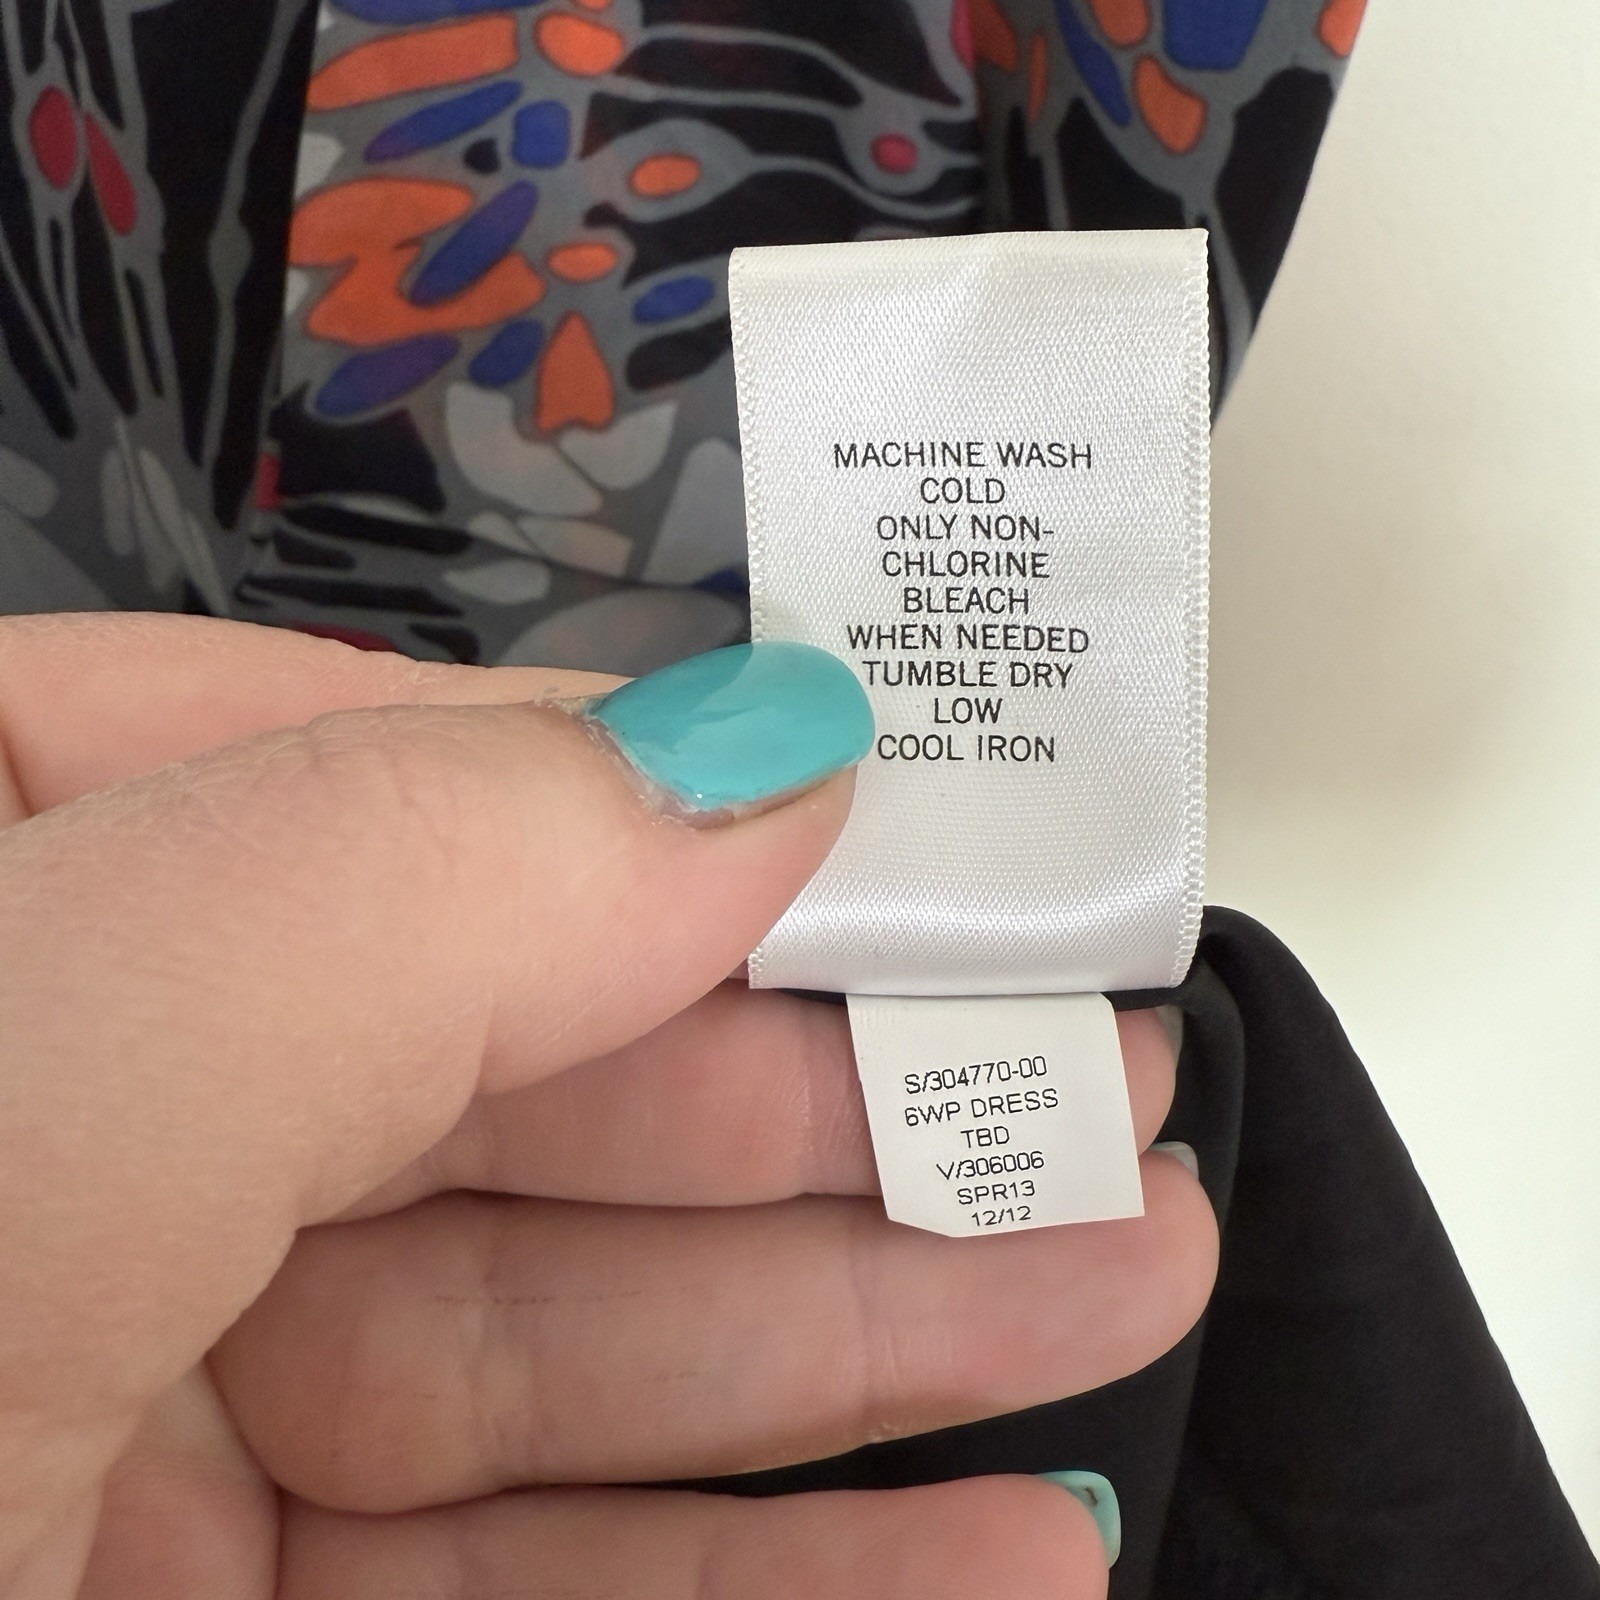 MACHINE WASH
COLD
ONLY NON-
CHLORINE
BLEACH
WHEN NEEDED
TUMBLE DRY
LOW
COOL IRON
S/304770-00
6WP DRESS
TBD
V/306006
SPR13
12/12